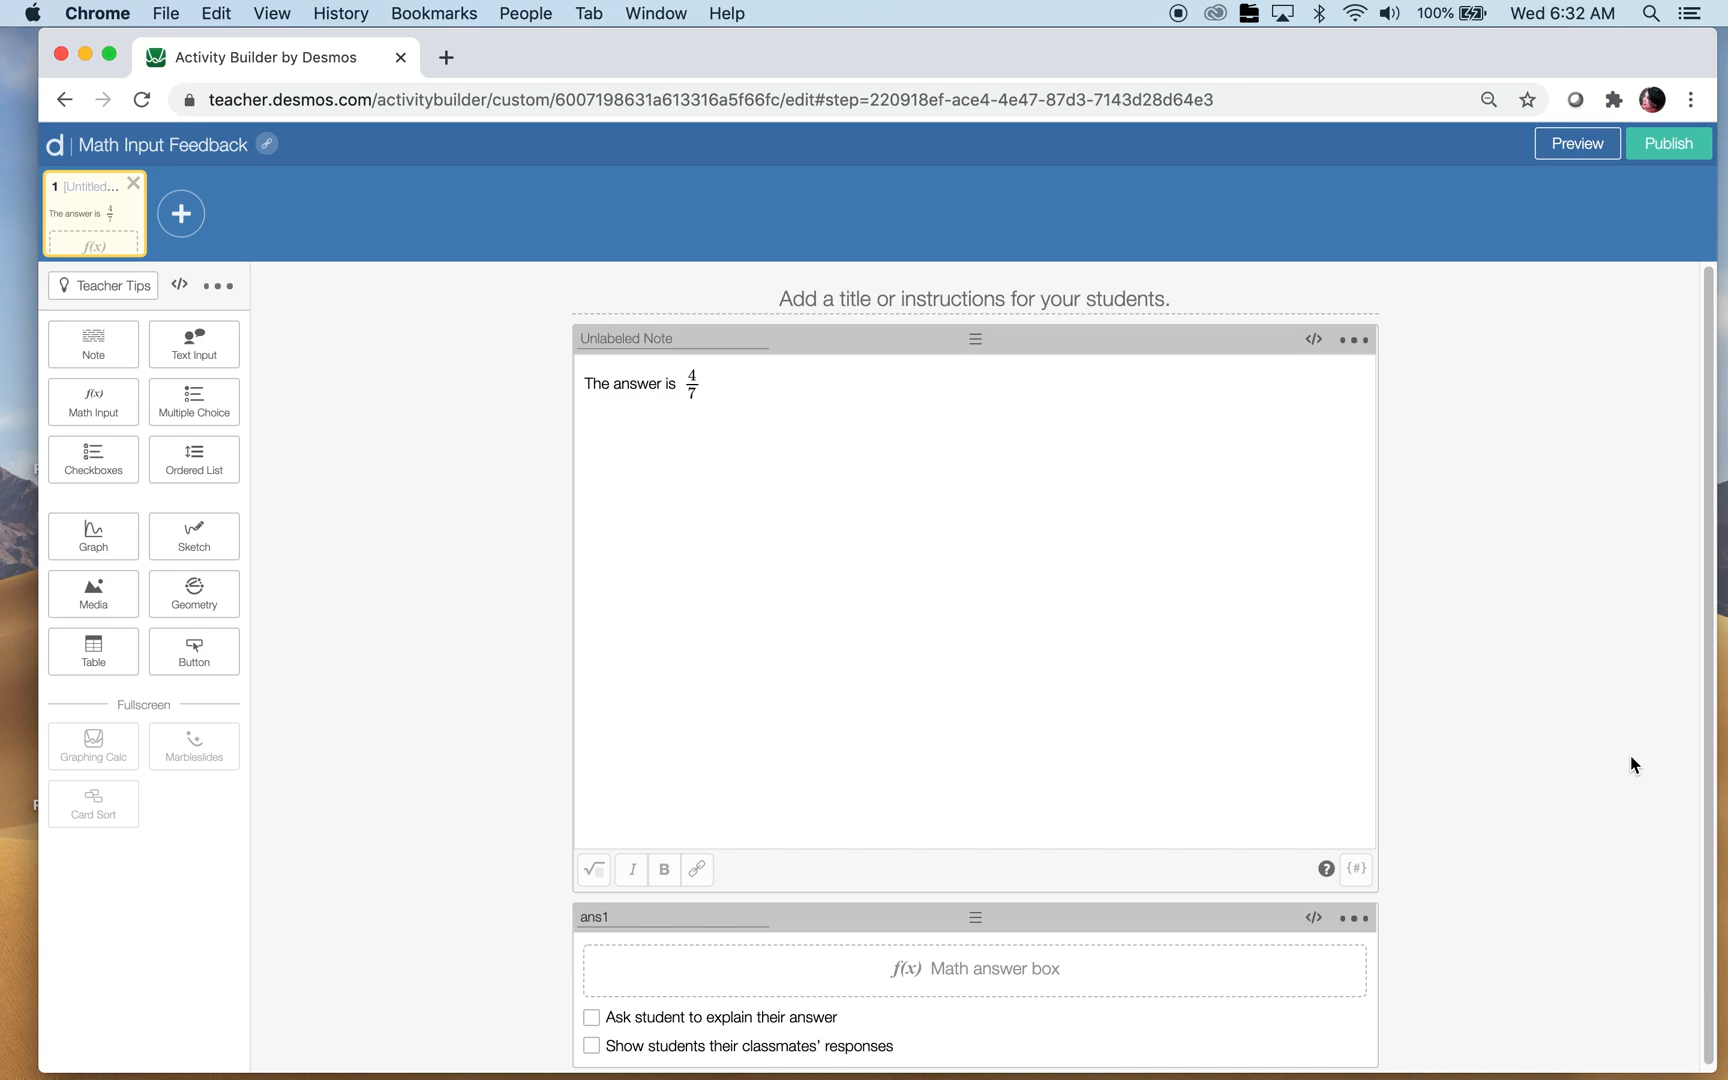 Chrome File Edit View History Bookmarks People Tab Window Help 100% Wed 6:32 AM
Activity Builder by Desmos
teacher.desmos.com/activitybuilder/custom/6007198631a613316a5f66fc/edit#step=220918ef-ace4-4e47-87d3-7143d28d64e3
d | Math Input Feedback Preview Publish
1 [Untitled...
The answer is 4/7
f(x)
Teacher Tips </>
Add a title or instructions for your students.
Note Text Input
f(x)
Math Input Multiple Choice
Checkboxes Ordered List
Graph Sketch
Media Geometry
Table Button
Fullscreen
Graphing Calc Marbleslides
Card Sort
Unlabeled Note </>
The answer is 4/7
I B ? {#}
ans1 </>
f(x) Math answer box
Ask student to explain their answer
Show students their classmates' responses